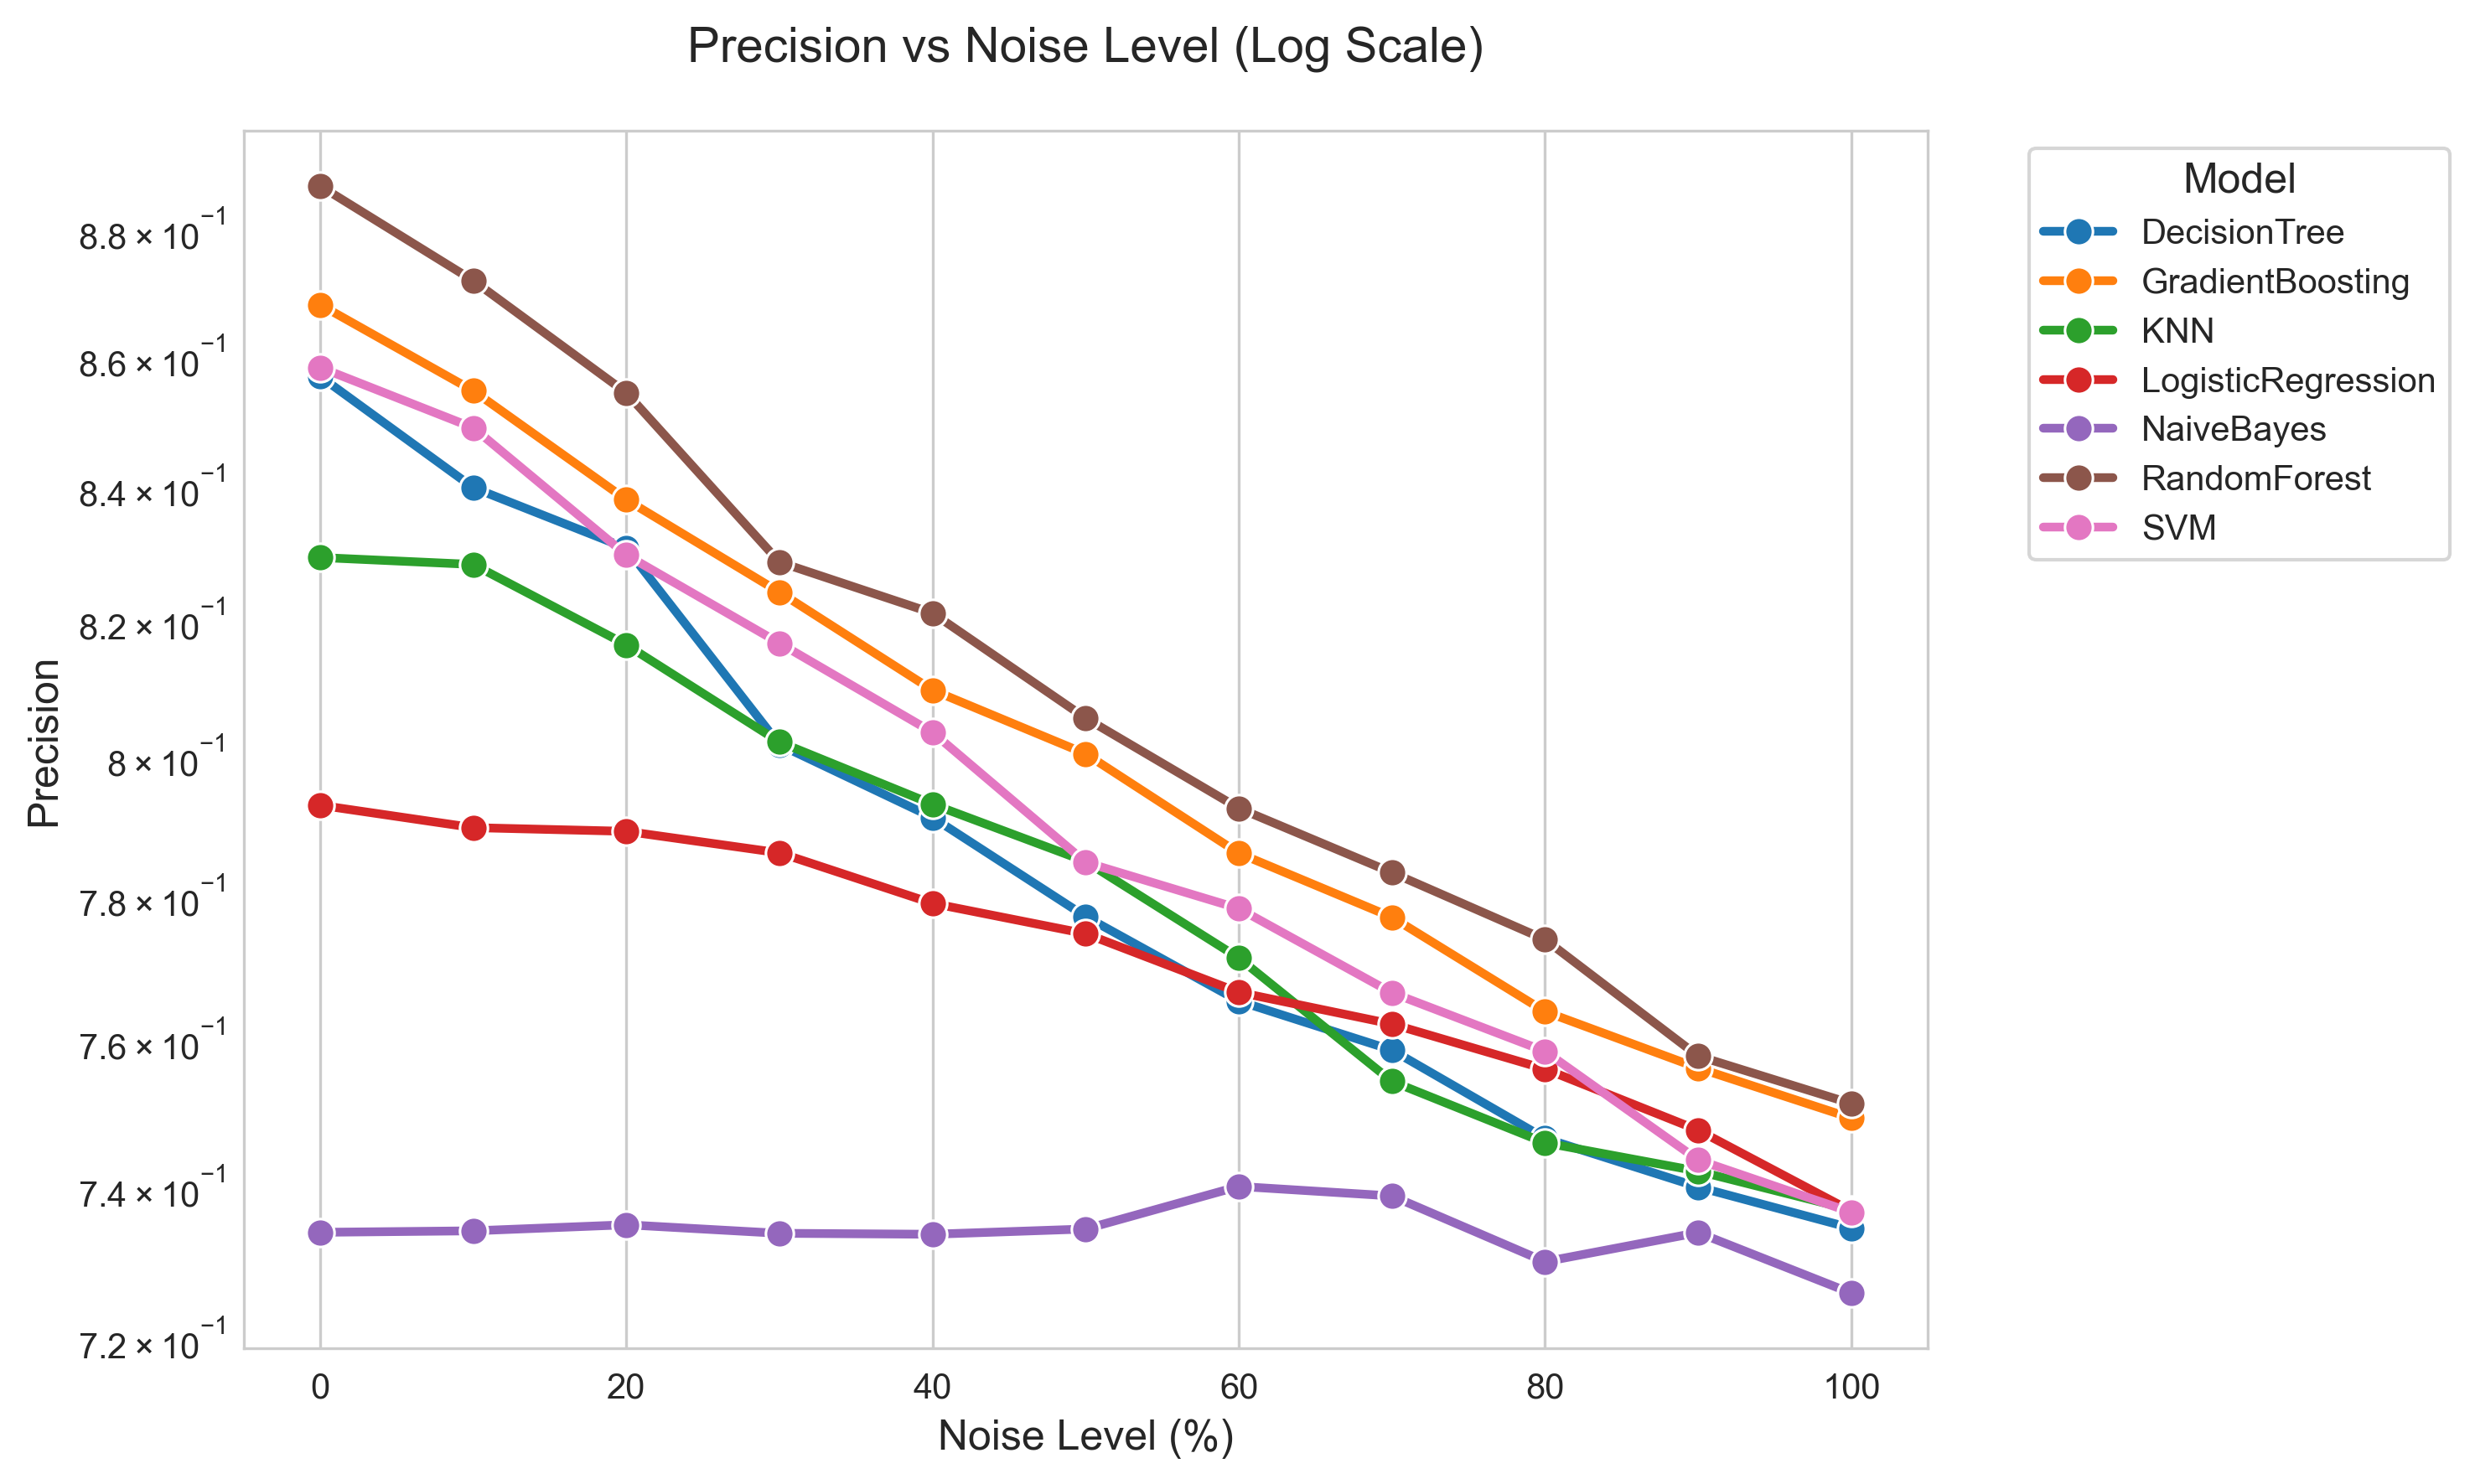 Precision vs Noise Level (Log Scale)
Precision
8.8 × 10⁻¹
8.6 × 10⁻¹
8.4 × 10⁻¹
8.2 × 10⁻¹
8 × 10⁻¹
7.8 × 10⁻¹
7.6 × 10⁻¹
7.4 × 10⁻¹
7.2 × 10⁻¹
0 20 40 60 80 100
Noise Level (%)
Model
DecisionTree
GradientBoosting
KNN
LogisticRegression
NaiveBayes
RandomForest
SVM